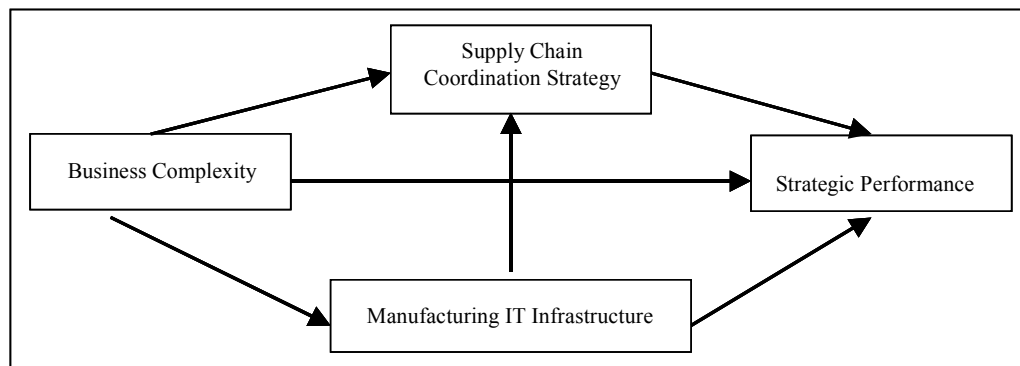 Supply Chain
Coordination Strategy
Business Complexity
Strategic Performance
Manufacturing IT Infrastructure